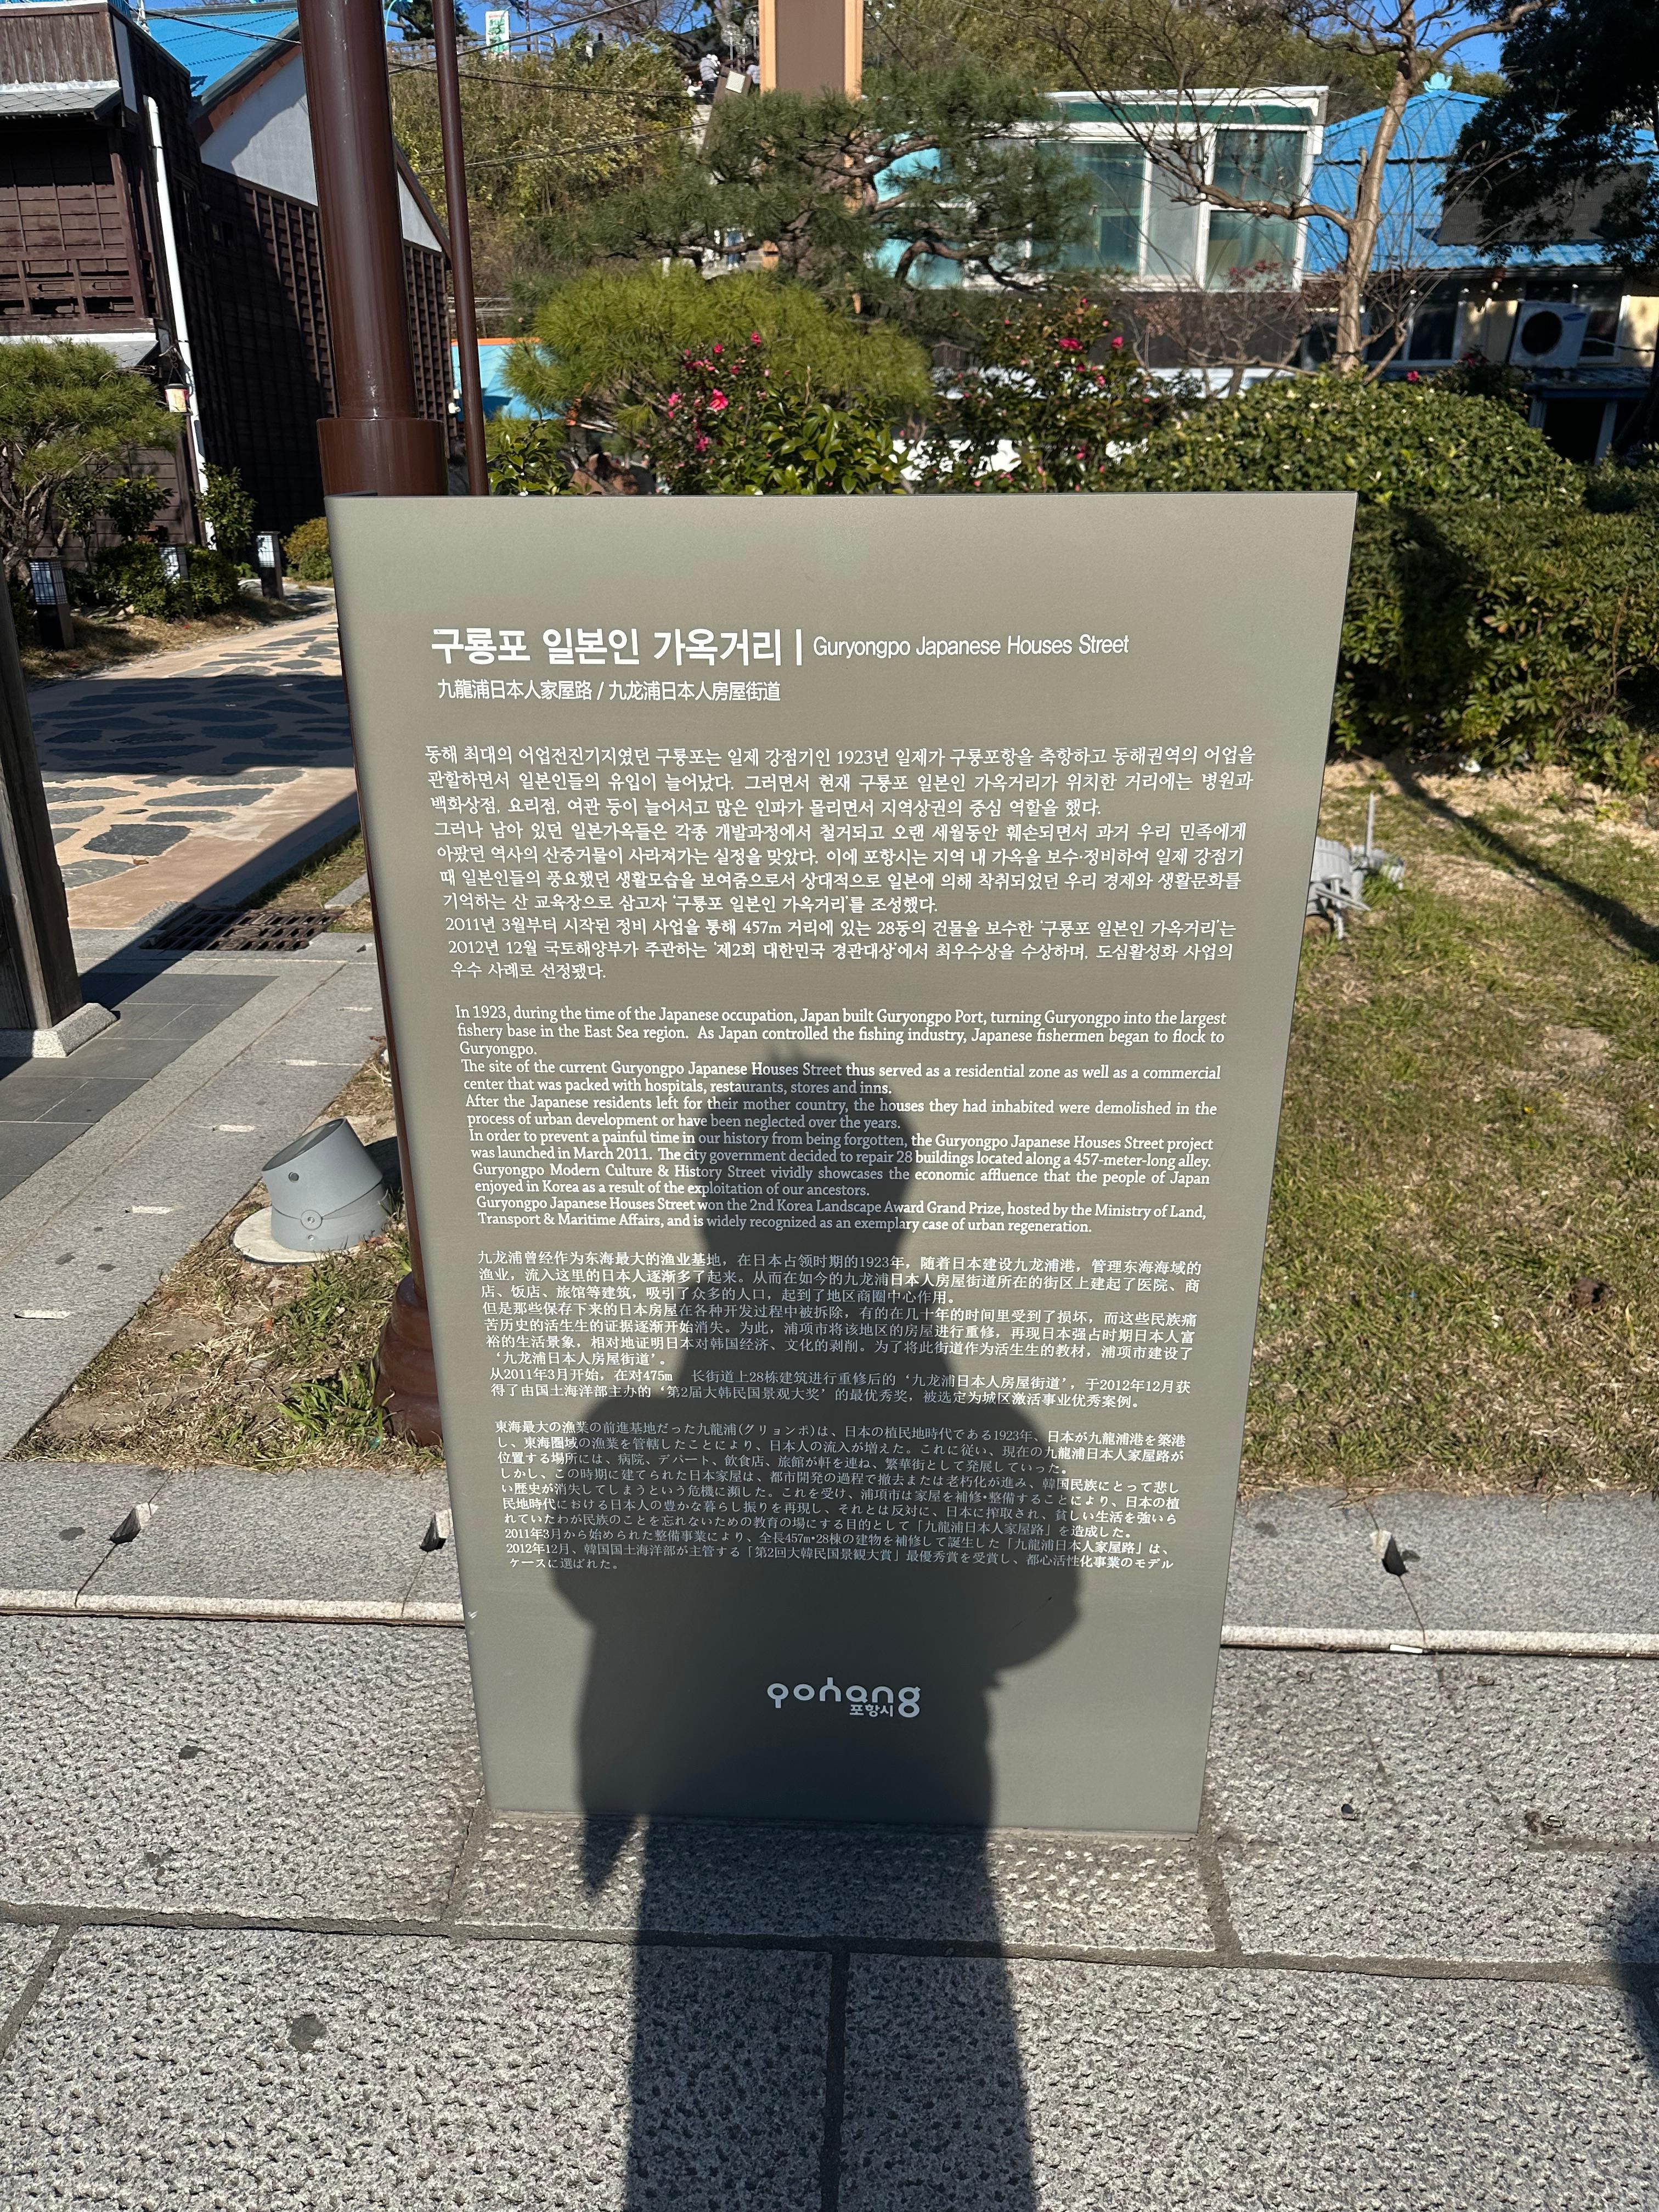 구룡포 일본인 가옥거리 | Guryongpo Japanese Houses Street
九龍浦日本人家屋路 / 九龙浦日本人房屋街道
동해 최대의 어업전진기지였던 구룡포는 일제 강점기인 1923년 일제가 구룡포항을 축항하고 동해권역의 어업을
관할하면서 일본인들의 유입이 늘어났다. 그러면서 현재 구룡포 일본인 가옥거리가 위치한 거리에는 병원과
백화상점, 요리점, 여관 등이 늘어서고 많은 인파가 몰리면서 지역상권의 중심 역할을 했다.
그러나 남아 있던 일본가옥들은 각종 개발과정에서 철거되고 오랜 세월동안 훼손되면서 과거 우리 민족에게
아팠던 역사의 산증거물이 사라져가는 실정을 맞았다. 이에 포항시는 지역 내 가옥을 보수·정비하여 일제 강점기
때 일본인들의 풍요했던 생활모습을 보여줌으로서 상대적으로 일본에 의해 착취되었던 우리 경제와 생활문화를
기억하는 산 교육장으로 삼고자 '구룡포 일본인 가옥거리'를 조성했다.
2011년 3월부터 시작된 정비 사업을 통해 457m 거리에 있는 28동의 건물을 보수한 '구룡포 일본인 가옥거리'는
2012년 12월 국토해양부가 주관하는 '제2회 대한민국 경관대상'에서 최우수상을 수상하며, 도심활성화 사업의
우수 사례로 선정됐다.
In 1923, during the time of the Japanese occupation, Japan built Guryongpo Port, turning Guryongpo into the largest
fishery base in the East Sea region. As Japan controlled the fishing industry, Japanese fishermen began to flock to
Guryongpo.
The site of the current Guryongpo Japanese Houses Street thus served as a residential zone as well as a commercial
center that was packed with hospitals, restaurants, stores and inns.
After the Japanese residents left for their mother country, the houses they had inhabited were demolished in the
process of urban development or have been neglected over the years.
In order to prevent a painful time in our history from being forgotten, the Guryongpo Japanese Houses Street project
was launched in March 2011. The city government decided to repair 28 buildings located along a 457-meter-long alley.
Guryongpo Modern Culture & History Street vividly showcases the economic affluence that the people of Japan
enjoyed in Korea as a result of the exploitation of our ancestors.
Guryongpo Japanese Houses Street won the 2nd Korea Landscape Award Grand Prize, hosted by the Ministry of Land,
Transport & Maritime Affairs, and is widely recognized as an exemplary case of urban regeneration.
九龙浦曾经作为东海最大的渔业基地，在日本占领时期的1923年，随着日本建设九龙浦港，管理东海海域的
渔业，流入这里的日本人逐渐多了起来。从而在如今的九龙浦日本人房屋街道所在的街区上建起了医院、商
店、饭店、旅馆等建筑，吸引了众多的人口，起到了地区商圈中心作用。
但是那些保存下来的日本房屋在各种开发过程中被拆除，有的在几十年的时间里受到了损坏，而这些民族痛
苦历史的活生生的证据逐渐开始消失。为此，浦项市将该地区的房屋进行重修，再现日本强占时期日本人富
裕的生活景象，相对地证明日本对韩国经济、文化的剥削。为了将此街道作为活生生的教材，浦项市建设了
'九龙浦日本人房屋街道'。
从2011年3月开始，在对475m 长街道上28栋建筑进行重修后的 '九龙浦日本人房屋街道'，于2012年12月获
得了由国土海洋部主办的 '第2届大韩民国景观大奖' 的最优秀奖，被选定为城区激活事业优秀案例。
東海最大の漁業の前進基地だった九龍浦(グリョンポ)は、日本の植民地時代である1923年、日本が九龍浦港を築港
し、東海圏域の漁業を管轄したことにより、日本人の流入が増えた。これに従い、現在の九龍浦日本人家屋路が
位置する場所には、病院、デパート、飲食店、旅館が軒を連ね、繁華街として発展していった。
しかし、この時期に建てられた日本家屋は、都市開発の過程で撤去または老朽化が進み、韓国民族にとって悲し
い歴史が消失してしまうという危機に瀕した。これを受け、浦項市は家屋を補修・整備することにより、日本の植
民地時代における日本人の豊かな暮らし振りを再現し、それとは反対に、日本に搾取され、貧しい生活を強いら
れていたわが民族のことを忘れないための教育の場にする目的として「九龍浦日本人家屋路」を造成した。
2011年3月から始められた整備事業により、全長457m・28棟の建物を補修して誕生した「九龍浦日本人家屋路」は、
2012年12月、韓国国土海洋部が主管する「第2回大韓民国景観大賞」最優秀賞を受賞し、都心活性化事業のモデル
ケースに選ばれた。
pohang
포항시